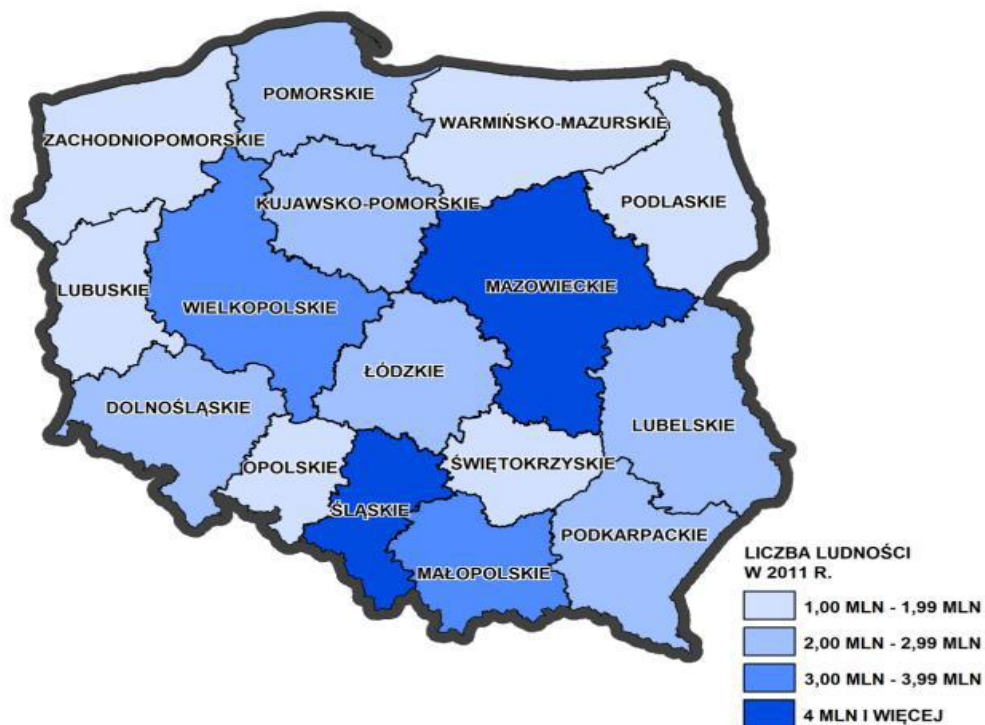 POMORSKIE
WARMIŃSKO-MAZURSKIE
ZACHODNIOPOMORSKIE
KUJAWSKO-POMORSKIE
PODLASKIE
LUBUSKIE
WIELKOPOLSKIE
MAZOWIECKIE
ŁÓDZKIE
DOLNOŚLĄSKIE
LUBELSKIE
OPOLSKIE
ŚWIĘTOKRZYSKIE
ŚLĄSKIE
PODKARPACKIE
MAŁOPOLSKIE
LICZBA LUDNOŚCI
W 2011 R.
1,00 MLN - 1,99 MLN
2,00 MLN - 2,99 MLN
3,00 MLN - 3,99 MLN
4 MLN I WIĘCEJ